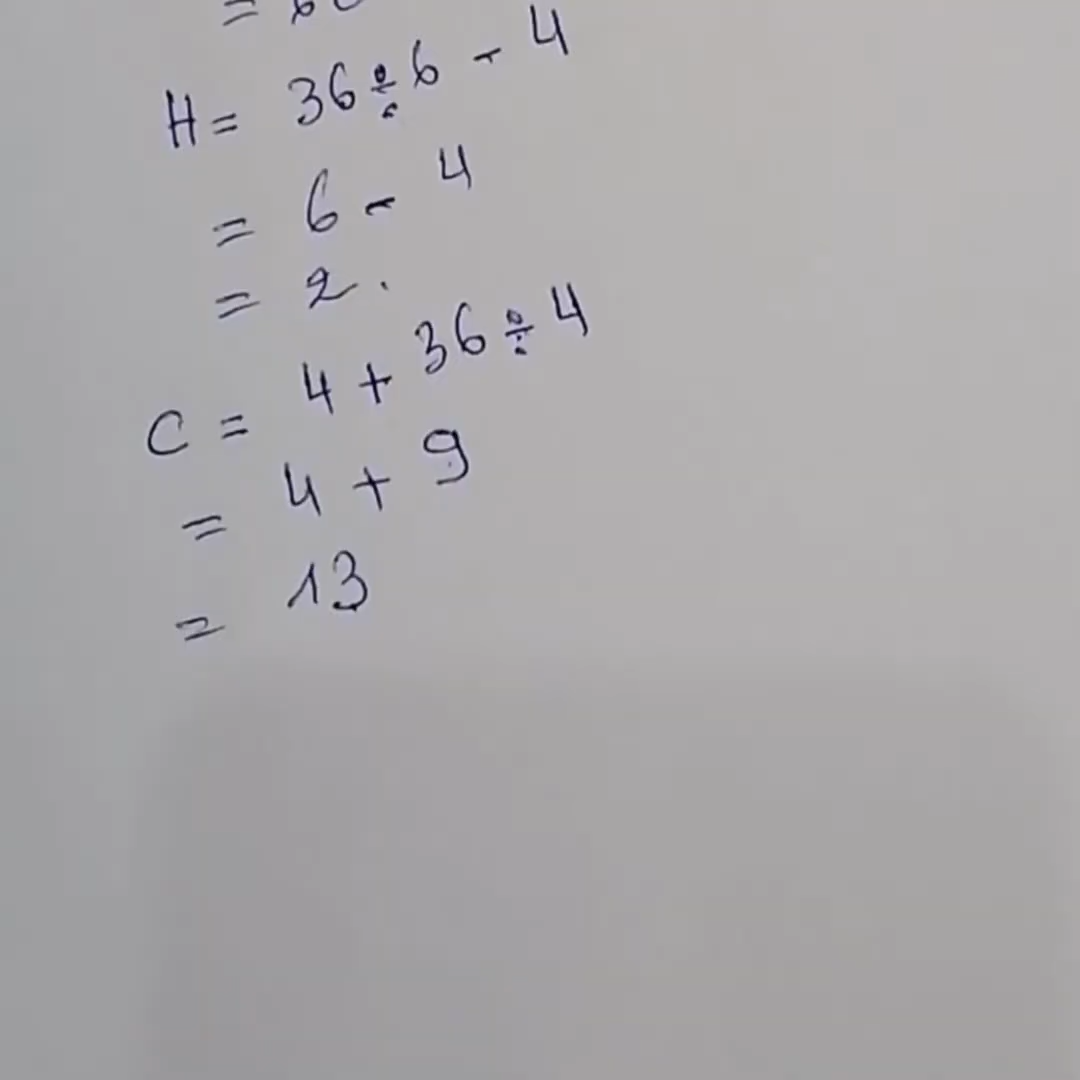 H = 36 ÷ 6 - 4
= 6 - 4
= 2.
C = 4 + 36 ÷ 4
= 4 + 9
= 13